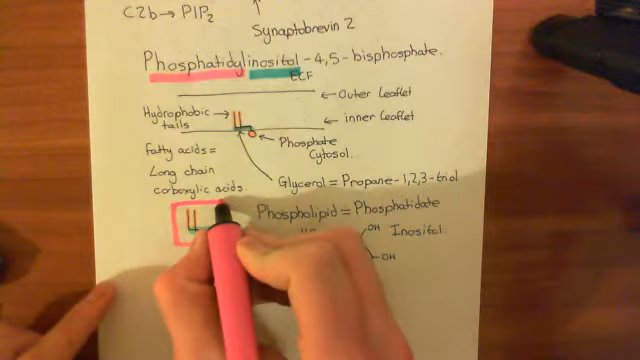 C2b → PIP2
Synaptobrevin 2
Phosphatidylinositol - 4,5 - bisphosphate.
ECF
← Outer Leaflet
Hydrophobic → tails
← inner Leaflet
← Phosphate
Cytosol.
Fatty acids =
Long chain
carboxylic acids.
Glycerol = Propane-1,2,3-triol
Phospholipid = Phosphatidate
OH Inositol.
OH